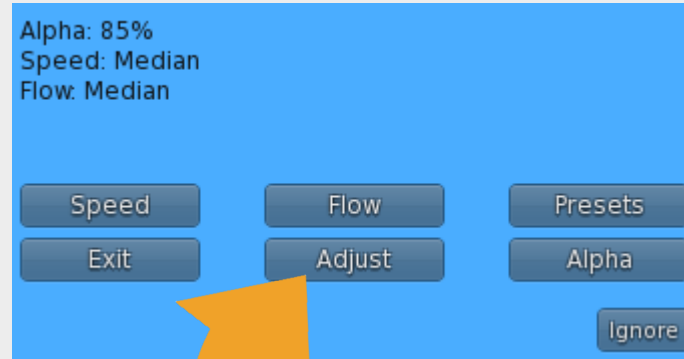 Alpha: 85%
Speed: Median
Flow: Median
Speed Flow Presets
Exit Adjust Alpha
Ignore